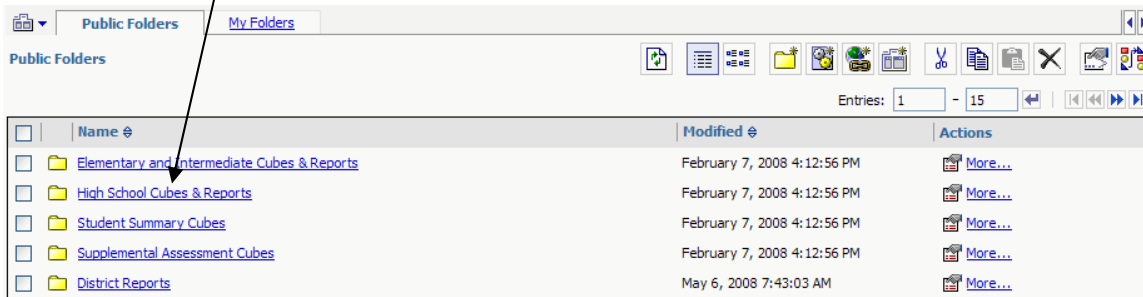 Public Folders My Folders
Public Folders
Entries: 1 - 15
Name Modified Actions
Elementary and Intermediate Cubes & Reports February 7, 2008 4:12:56 PM More...
High School Cubes & Reports February 7, 2008 4:12:56 PM More...
Student Summary Cubes February 7, 2008 4:12:56 PM More...
Supplemental Assessment Cubes February 7, 2008 4:12:56 PM More...
District Reports May 6, 2008 7:43:03 AM More...